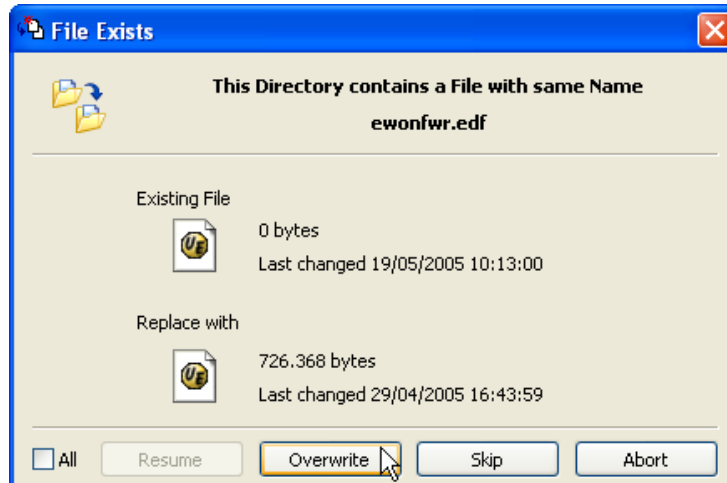 File Exists
This Directory contains a File with same Name
ewonfwr.edf
Existing File
0 bytes
Last changed 19/05/2005 10:13:00
Replace with
726.368 bytes
Last changed 29/04/2005 16:43:59
All Resume Overwrite Skip Abort